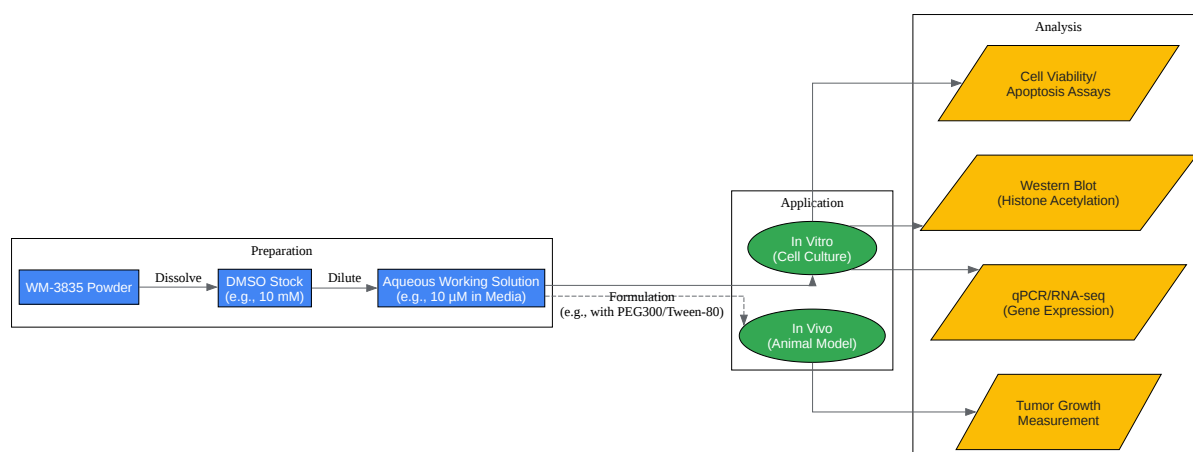 Preparation
WM-3835 Powder
Dissolve
DMSO Stock
(e.g., 10 mM)
Dilute
Aqueous Working Solution
(e.g., 10 µM in Media)
Formulation
(e.g., with PEG300/Tween-80)
Application
In Vitro
(Cell Culture)
In Vivo
(Animal Model)
Analysis
Cell Viability/
Apoptosis Assays
Western Blot
(Histone Acetylation)
qPCR/RNA-seq
(Gene Expression)
Tumor Growth
Measurement